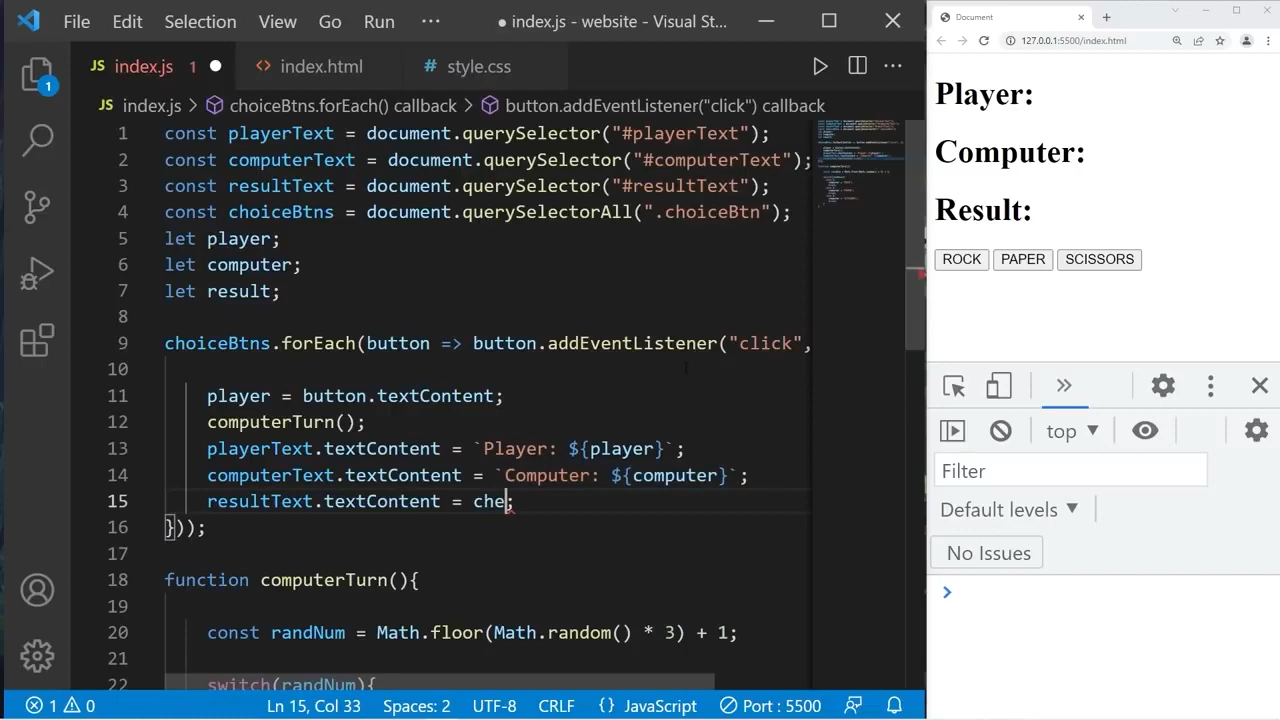 File Edit Selection View Go Run ··· ● index.js - website - Visual St...
JS index.js 1 ● <> index.html # style.css
JS index.js > choiceBtns.forEach() callback > button.addEventListener("click") callback
1 const playerText = document.querySelector("#playerText");
2 const computerText = document.querySelector("#computerText");
3 const resultText = document.querySelector("#resultText");
4 const choiceBtns = document.querySelectorAll(".choiceBtn");
5 let player;
6 let computer;
7 let result;
8
9 choiceBtns.forEach(button => button.addEventListener("click",
10
11 player = button.textContent;
12 computerTurn();
13 playerText.textContent = `Player: ${player}`;
14 computerText.textContent = `Computer: ${computer}`;
15 resultText.textContent = che;
16 }));
17
18 function computerTurn(){
19
20 const randNum = Math.floor(Math.random() * 3) + 1;
21
22 switch(randNum){
1
1 0 Ln 15, Col 33 Spaces: 2 UTF-8 CRLF {} JavaScript Port : 5500
Document
127.0.0.1:5500/index.html
Player:
Computer:
Result:
ROCK PAPER SCISSORS
top ▼
Filter
Default levels ▼
No Issues